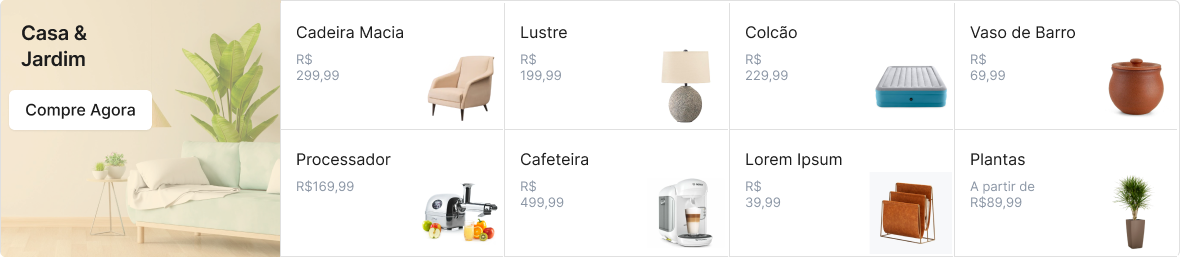 Casa &
Jardim
Compre Agora
Cadeira Macia
R$
299,99
Lustre
R$
199,99
Colcão
R$
229,99
Vaso de Barro
R$
69,99
Processador
R$169,99
Cafeteira
R$
499,99
Lorem Ipsum
R$
39,99
Plantas
A partir de
R$89,99